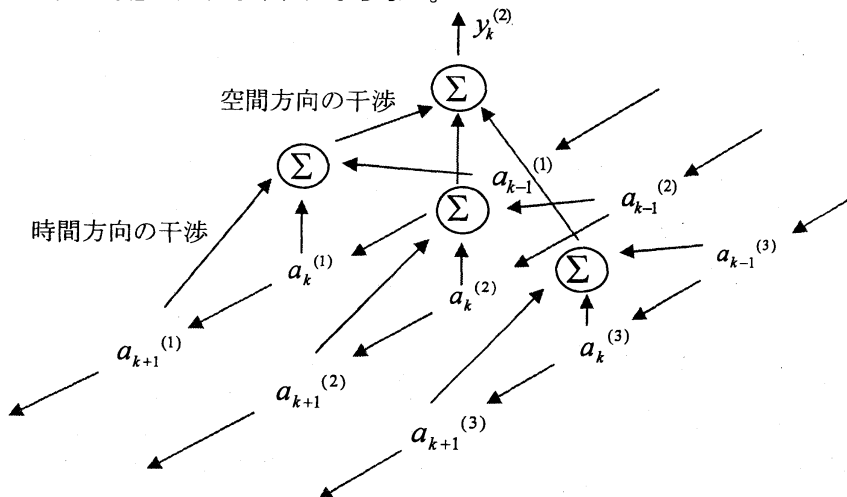 y_k^{(2)}
Σ
空間方向の干渉
Σ
a_{k-1}^{(1)}
a_{k-1}^{(2)}
Σ
時間方向の干渉
a_{k-1}^{(3)}
Σ
a_k^{(1)}
a_k^{(2)}
a_k^{(3)}
a_{k+1}^{(1)}
a_{k+1}^{(2)}
a_{k+1}^{(3)}